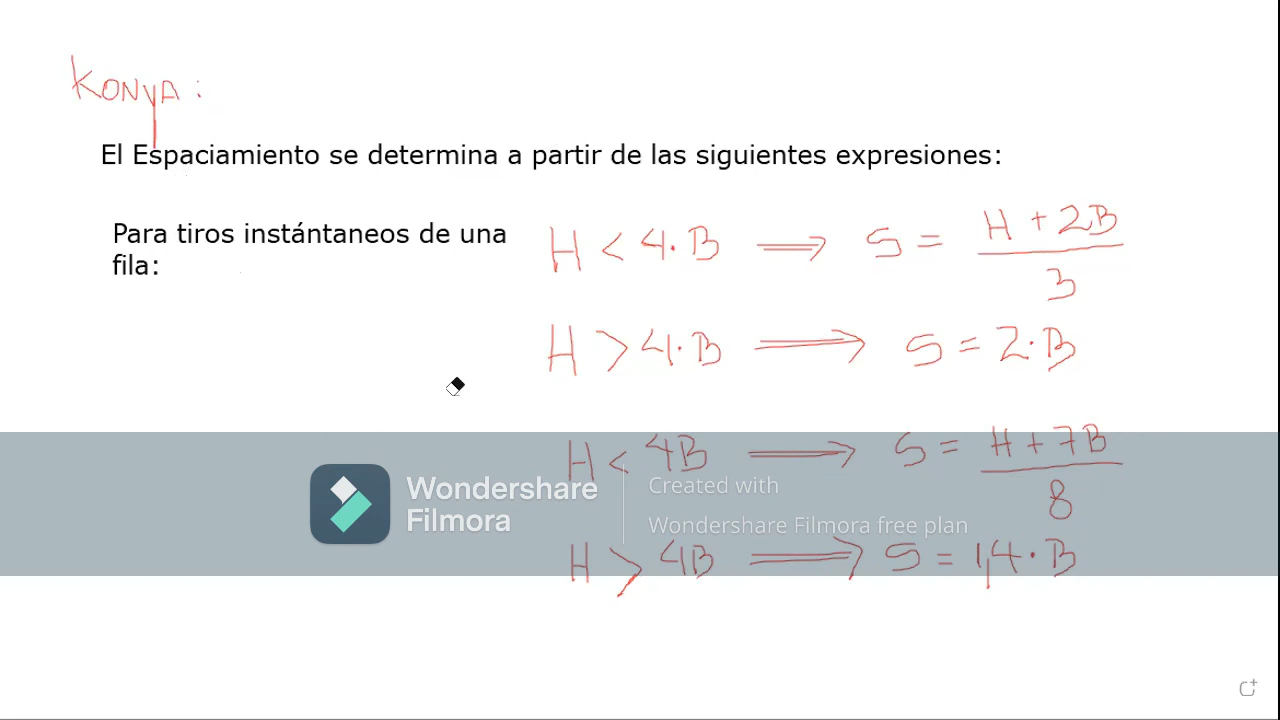 KONYA:
El Espaciamiento se determina a partir de las siguientes expresiones:
Para tiros instántaneos de una
fila:
H < 4·B ⟹ S = (H + 2B)/3
H > 4·B ⟹ S = 2·B
H < 4B ⟹ S = (H + 7B)/8
Wondershare
Filmora
Created with
Wondershare Filmora free plan
H > 4B ⟹ S = 1,4·B